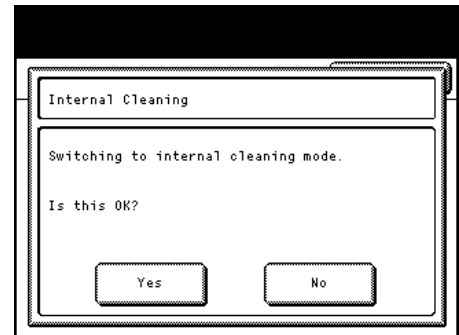 Internal Cleaning
Switching to internal cleaning mode.
Is this OK?
Yes
No